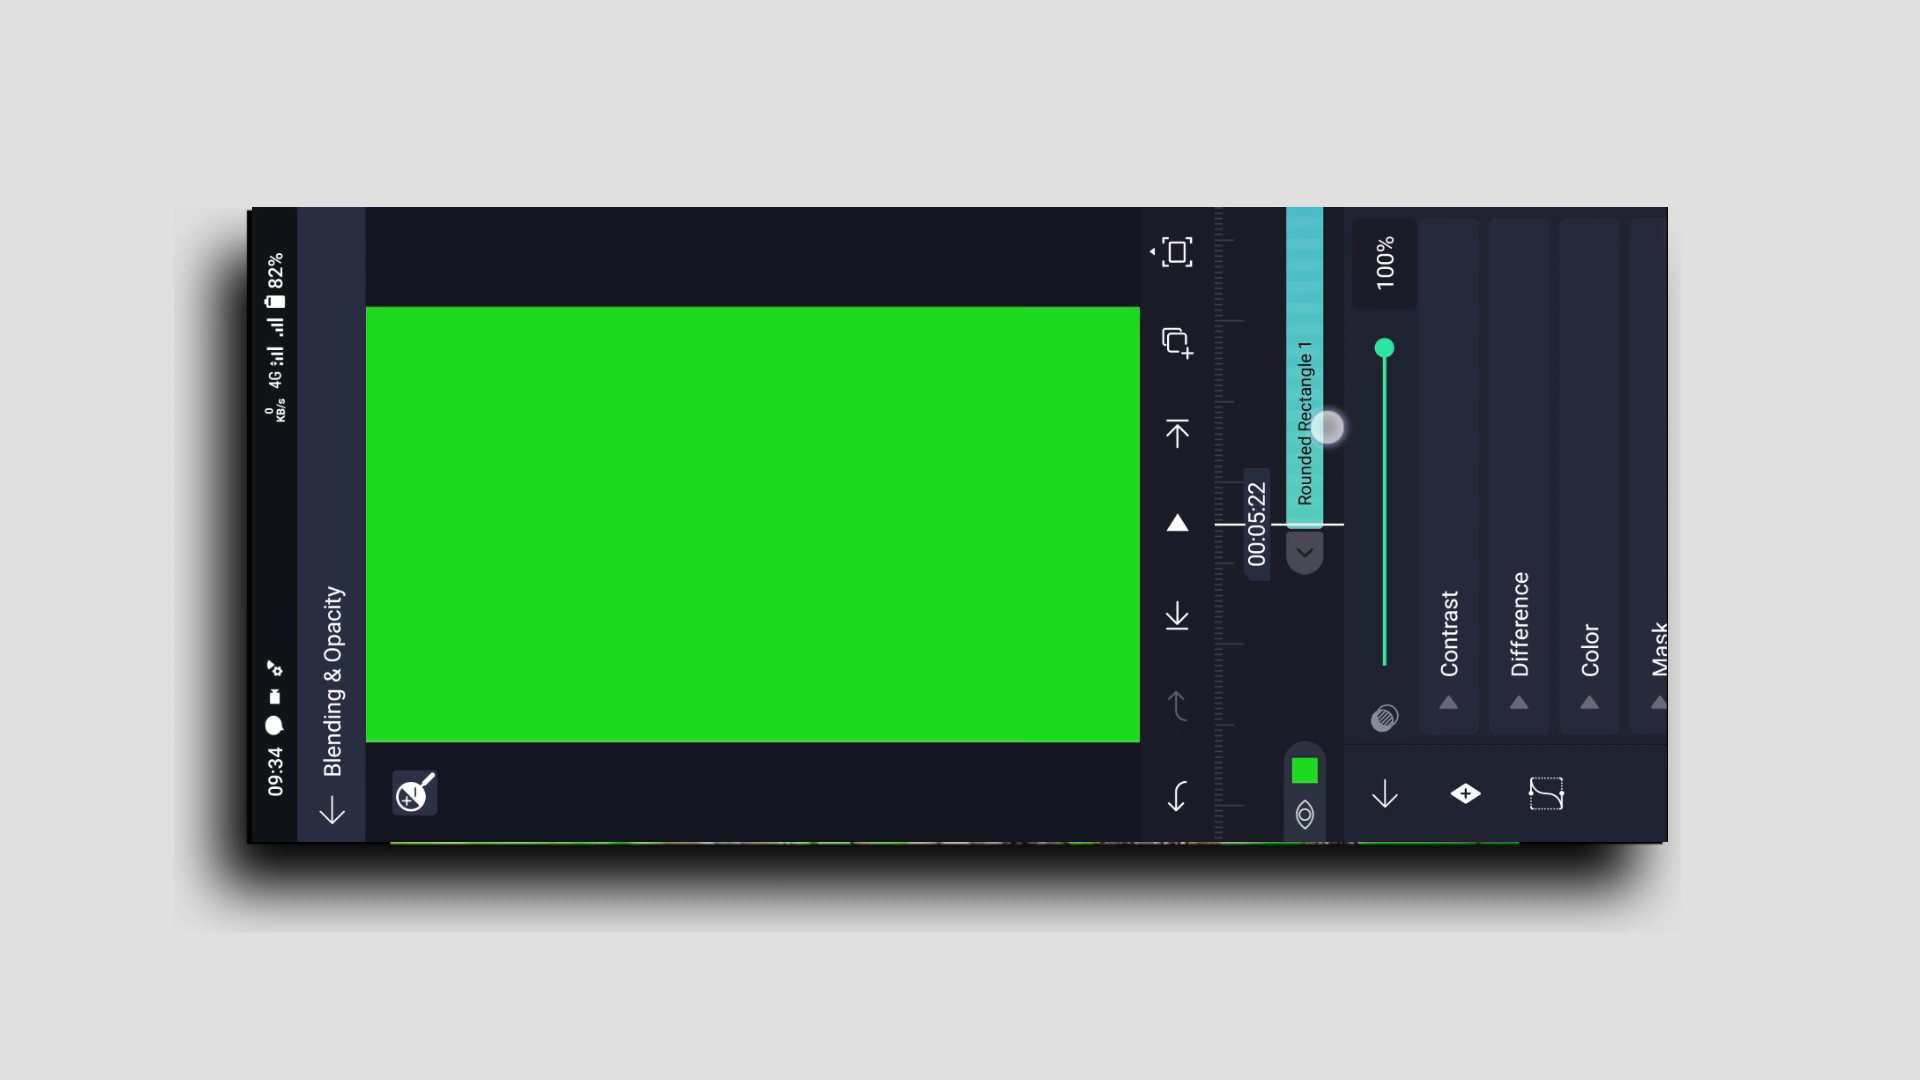 09:34
0
KB/s
4G
82%
Blending & Opacity
00:05:22
Rounded Rectangle 1
100%
Contrast
Difference
Color
Mask